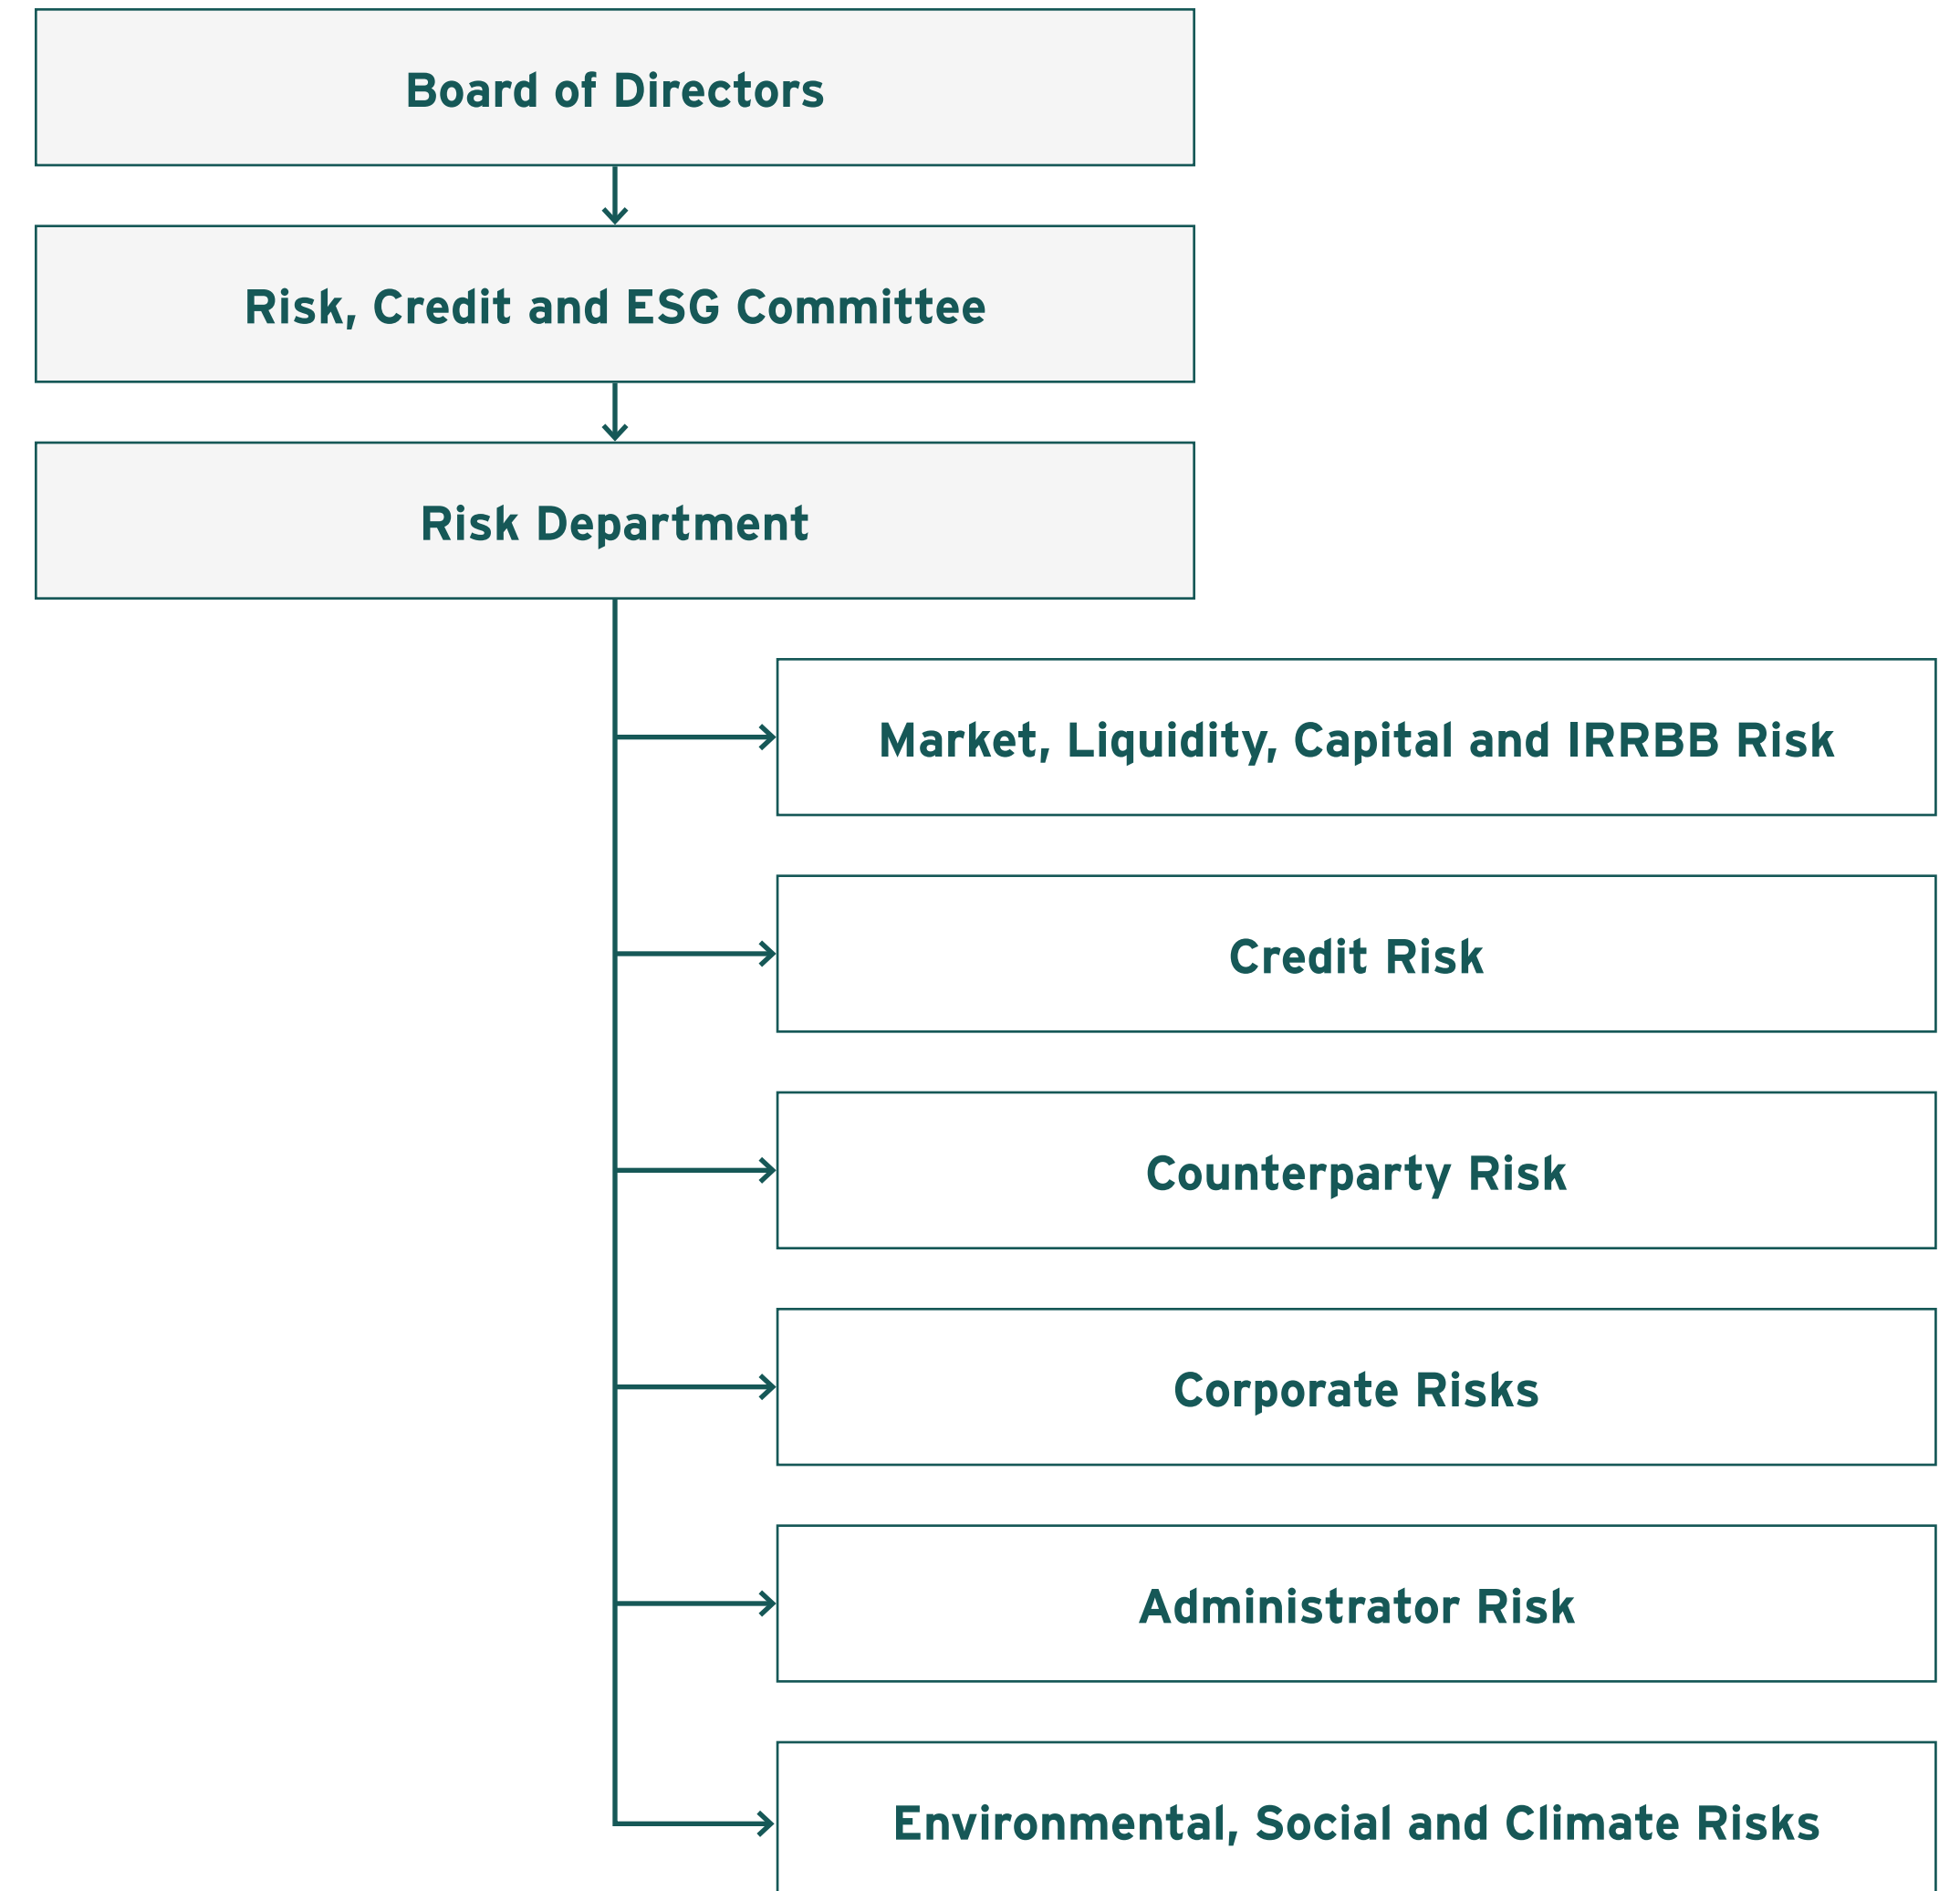 Board of Directors
Risk, Credit and ESG Committee
Risk Department
Market, Liquidity, Capital and IRRBB Risk
Credit Risk
Counterparty Risk
Corporate Risks
Administrator Risk
Environmental, Social and Climate Risks